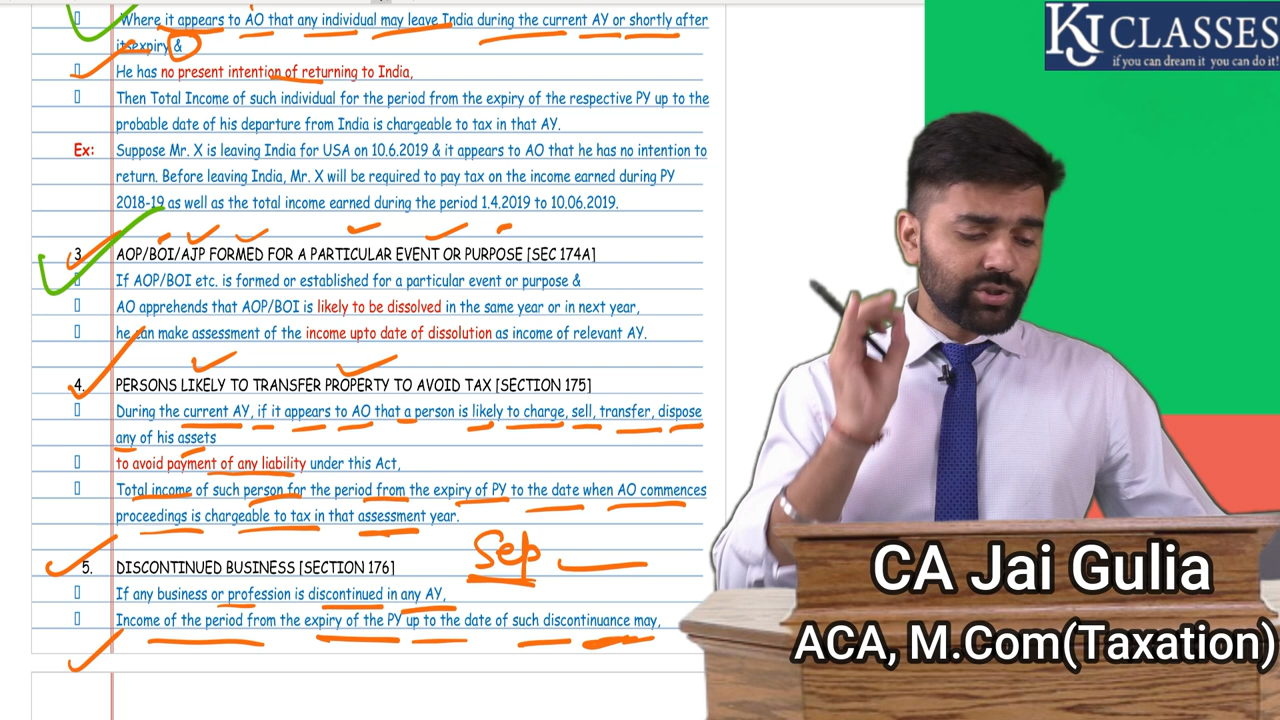 Where it appears to AO that any individual may leave India during the current AY or shortly after
itsexpiry &
He has no present intention of returning to India,
Then Total Income of such individual for the period from the expiry of the respective PY up to the
probable date of his departure from India is chargeable to tax in that AY.
Ex: Suppose Mr. X is leaving India for USA on 10.6.2019 & it appears to AO that he has no intention to
return. Before leaving India, Mr. X will be required to pay tax on the income earned during PY
2018-19 as well as the total income earned during the period 1.4.2019 to 10.06.2019.
3. AOP/BOI/AJP FORMED FOR A PARTICULAR EVENT OR PURPOSE [SEC 174A]
If AOP/BOI etc. is formed or established for a particular event or purpose &
AO apprehends that AOP/BOI is likely to be dissolved in the same year or in next year,
he can make assessment of the income upto date of dissolution as income of relevant AY.
4. PERSONS LIKELY TO TRANSFER PROPERTY TO AVOID TAX [SECTION 175]
During the current AY, if it appears to AO that a person is likely to charge, sell, transfer, dispose
any of his assets
to avoid payment of any liability under this Act,
Total income of such person for the period from the expiry of PY to the date when AO commences
proceedings is chargeable to tax in that assessment year.
Sep
5. DISCONTINUED BUSINESS [SECTION 176]
If any business or profession is discontinued in any AY,
Income of the period from the expiry of the PY up to the date of such discontinuance may,
KJ CLASSES
if you can dream it you can do it!
CA Jai Gulia
ACA, M.Com(Taxation)